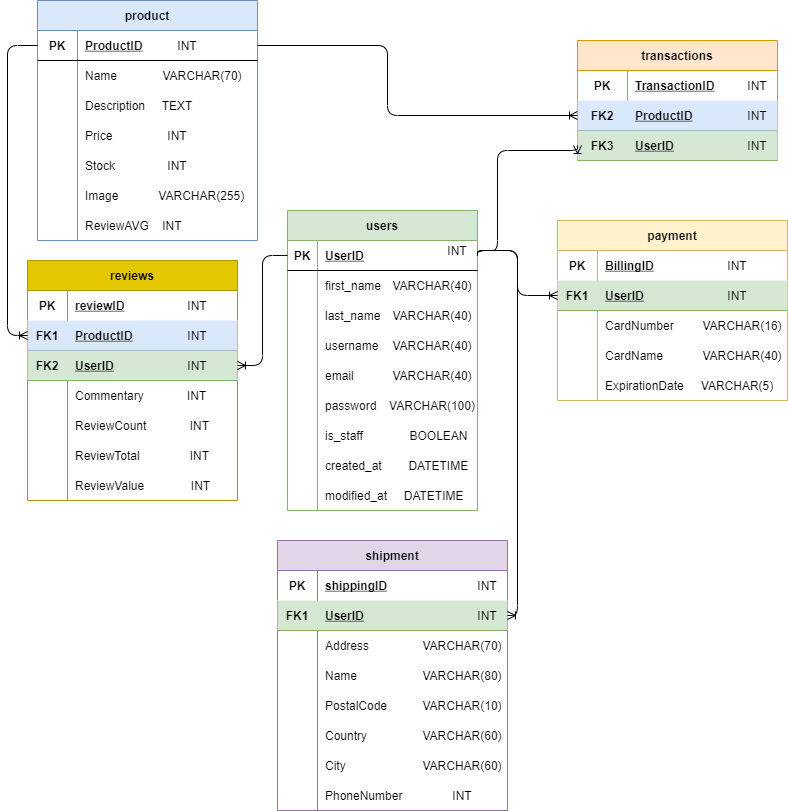 product
PK ProductID INT
Name VARCHAR(70)
Description TEXT
Price INT
Stock INT
Image VARCHAR(255)
ReviewAVG INT
transactions
PK TransactionID INT
FK2 ProductID INT
FK3 UserID INT
users
PK UserID INT
first_name VARCHAR(40)
last_name VARCHAR(40)
username VARCHAR(40)
email VARCHAR(40)
password VARCHAR(100)
is_staff BOOLEAN
created_at DATETIME
modified_at DATETIME
payment
PK BillingID INT
FK1 UserID INT
CardNumber VARCHAR(16)
CardName VARCHAR(40)
ExpirationDate VARCHAR(5)
reviews
PK reviewID INT
FK1 ProductID INT
FK2 UserID INT
Commentary INT
ReviewCount INT
ReviewTotal INT
ReviewValue INT
shipment
PK shippingID INT
FK1 UserID INT
Address VARCHAR(70)
Name VARCHAR(80)
PostalCode VARCHAR(10)
Country VARCHAR(60)
City VARCHAR(60)
PhoneNumber INT